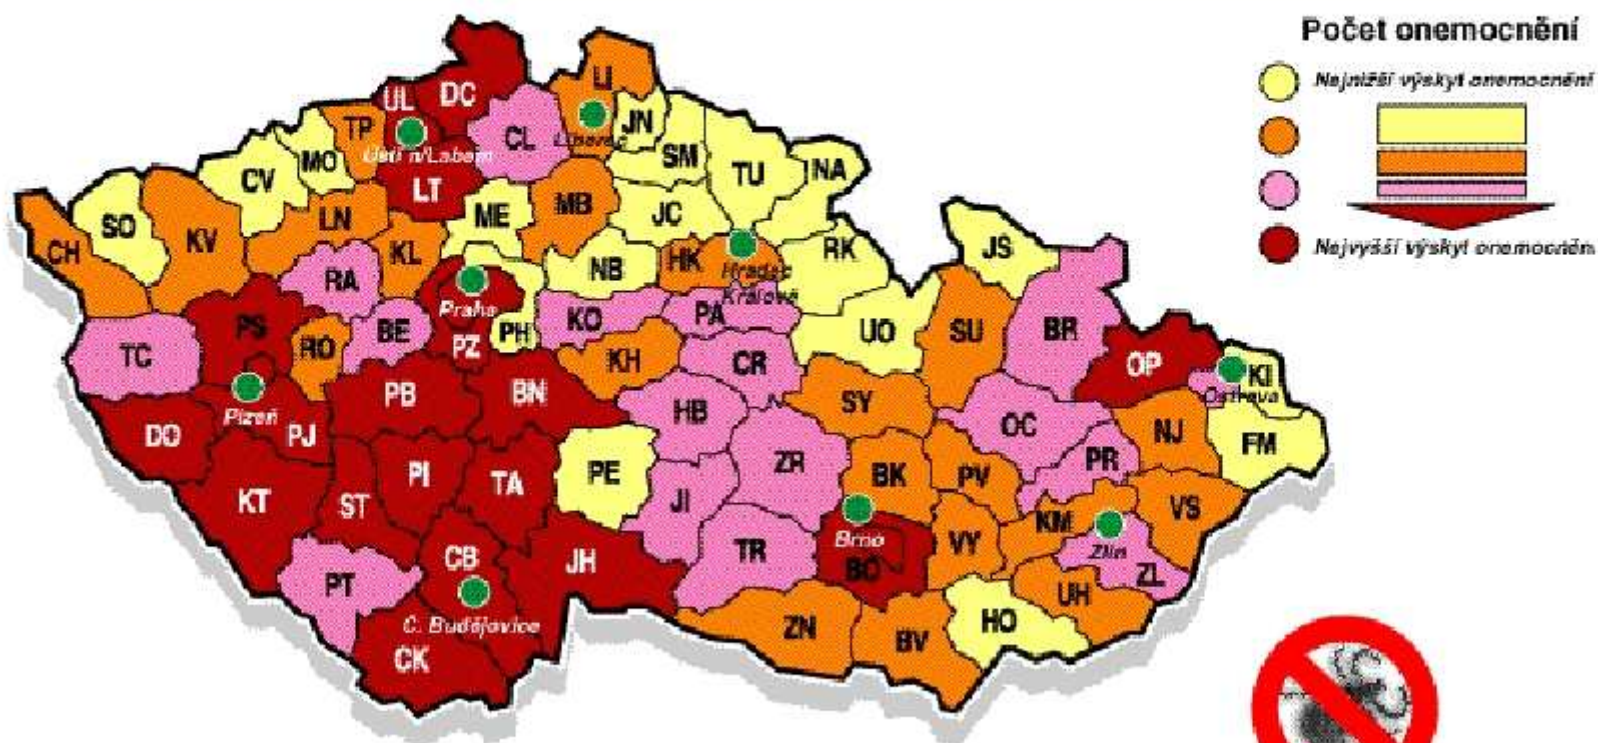 Počet onemocnění
Nejnižší výskyt onemocnění
Nejvyšší výskyt onemocnění
DC
LI
UL
TP
CL
JN
Liberec
Ústí n/Labem
MO
SM
CV
LT
TU
NA
SO
LN
ME
MB
JC
KV
CH
KL
NB
HK
Hradec
Králové
RK
JS
RA
Praha
PS
RO
BE
PH
KO
PA
UO
SU
BR
TC
PZ
KH
CR
OP
KI
Ostrava
PB
BN
SY
Plzeň
DO
PJ
HB
OC
NJ
FM
PE
ZR
PR
KT
ST
PI
TA
JI
BK
PV
VS
KM
Brno
VY
Zlín
TR
BO
ZL
PT
CB
JH
UH
Č. Budějovice
ZN
BV
HO
CK